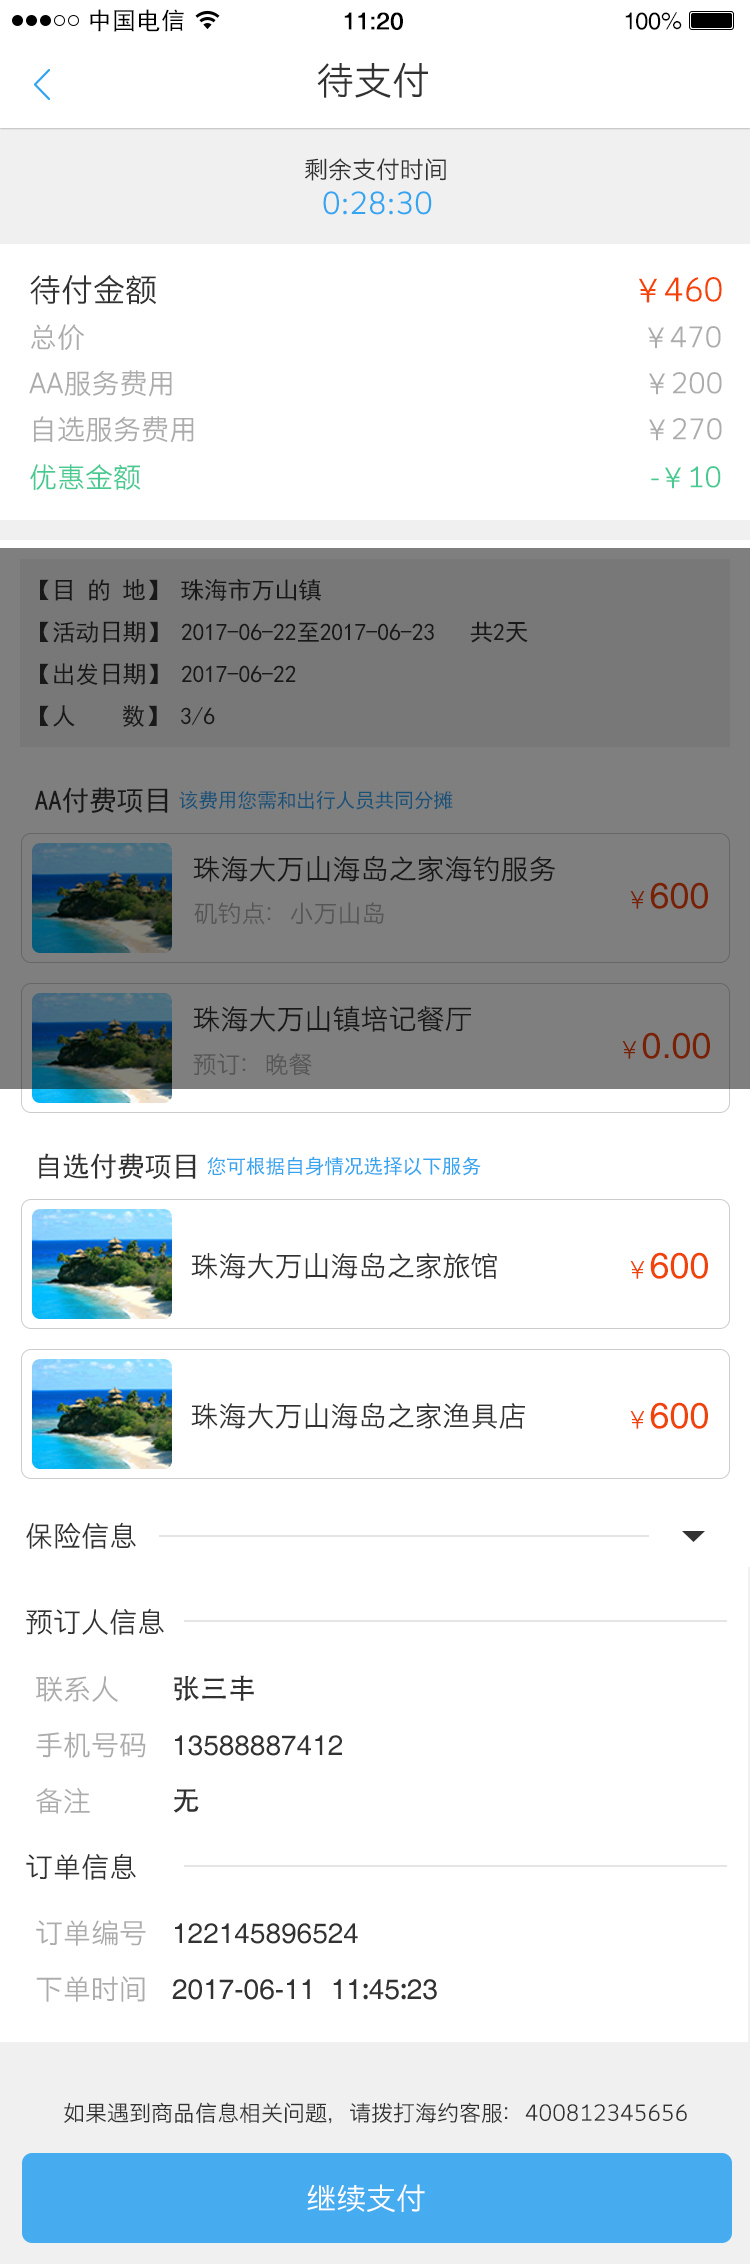 中国电信 11:20 100%
待支付
剩余支付时间
0:28:30
待付金额 ¥460
总价 ¥470
AA服务费用 ¥200
自选服务费用 ¥270
优惠金额 -¥10
【目 的 地】 珠海市万山镇
【活动日期】 2017-06-22至2017-06-23 共2天
【出发日期】 2017-06-22
【人 数】 3/6
AA付费项目 该费用您需和出行人员共同分摊
珠海大万山海岛之家海钓服务
矶钓点：小万山岛
¥600
珠海大万山镇培记餐厅
预订：晚餐
¥0.00
自选付费项目 您可根据自身情况选择以下服务
珠海大万山海岛之家旅馆 ¥600
珠海大万山海岛之家渔具店 ¥600
保险信息
预订人信息
联系人 张三丰
手机号码 13588887412
备注 无
订单信息
订单编号 122145896524
下单时间 2017-06-11 11:45:23
如果遇到商品信息相关问题，请拨打海约客服：400812345656
继续支付